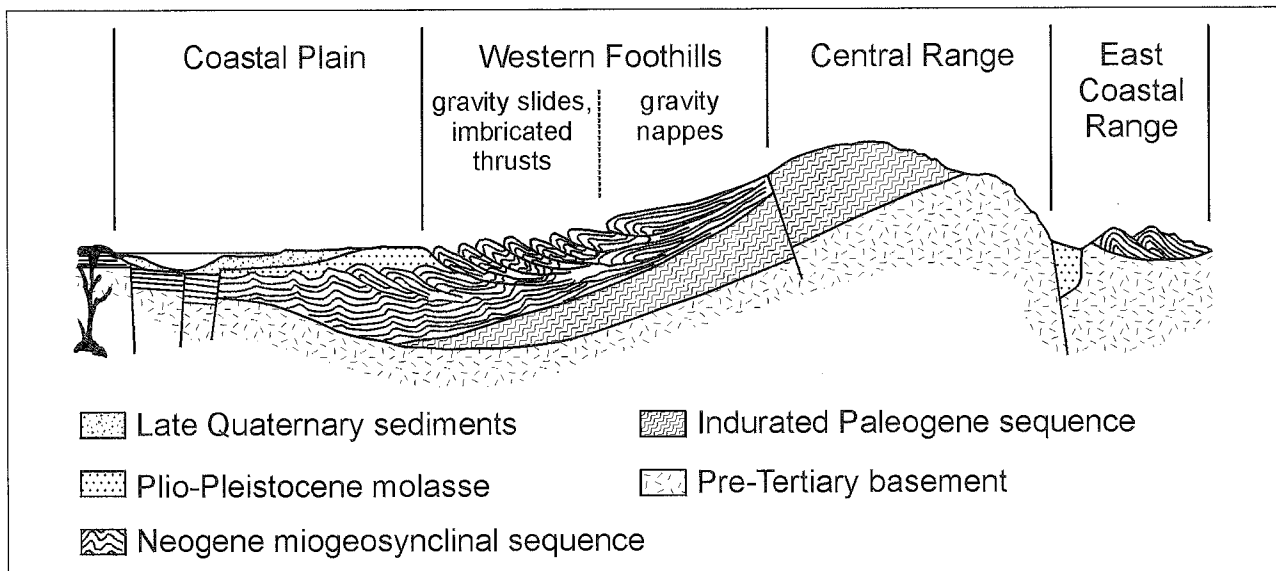 Coastal Plain
Western Foothills
gravity slides,
imbricated
thrusts
gravity
nappes
Central Range
East
Coastal
Range
Late Quaternary sediments
Plio-Pleistocene molasse
Neogene miogeosynclinal sequence
Indurated Paleogene sequence
Pre-Tertiary basement